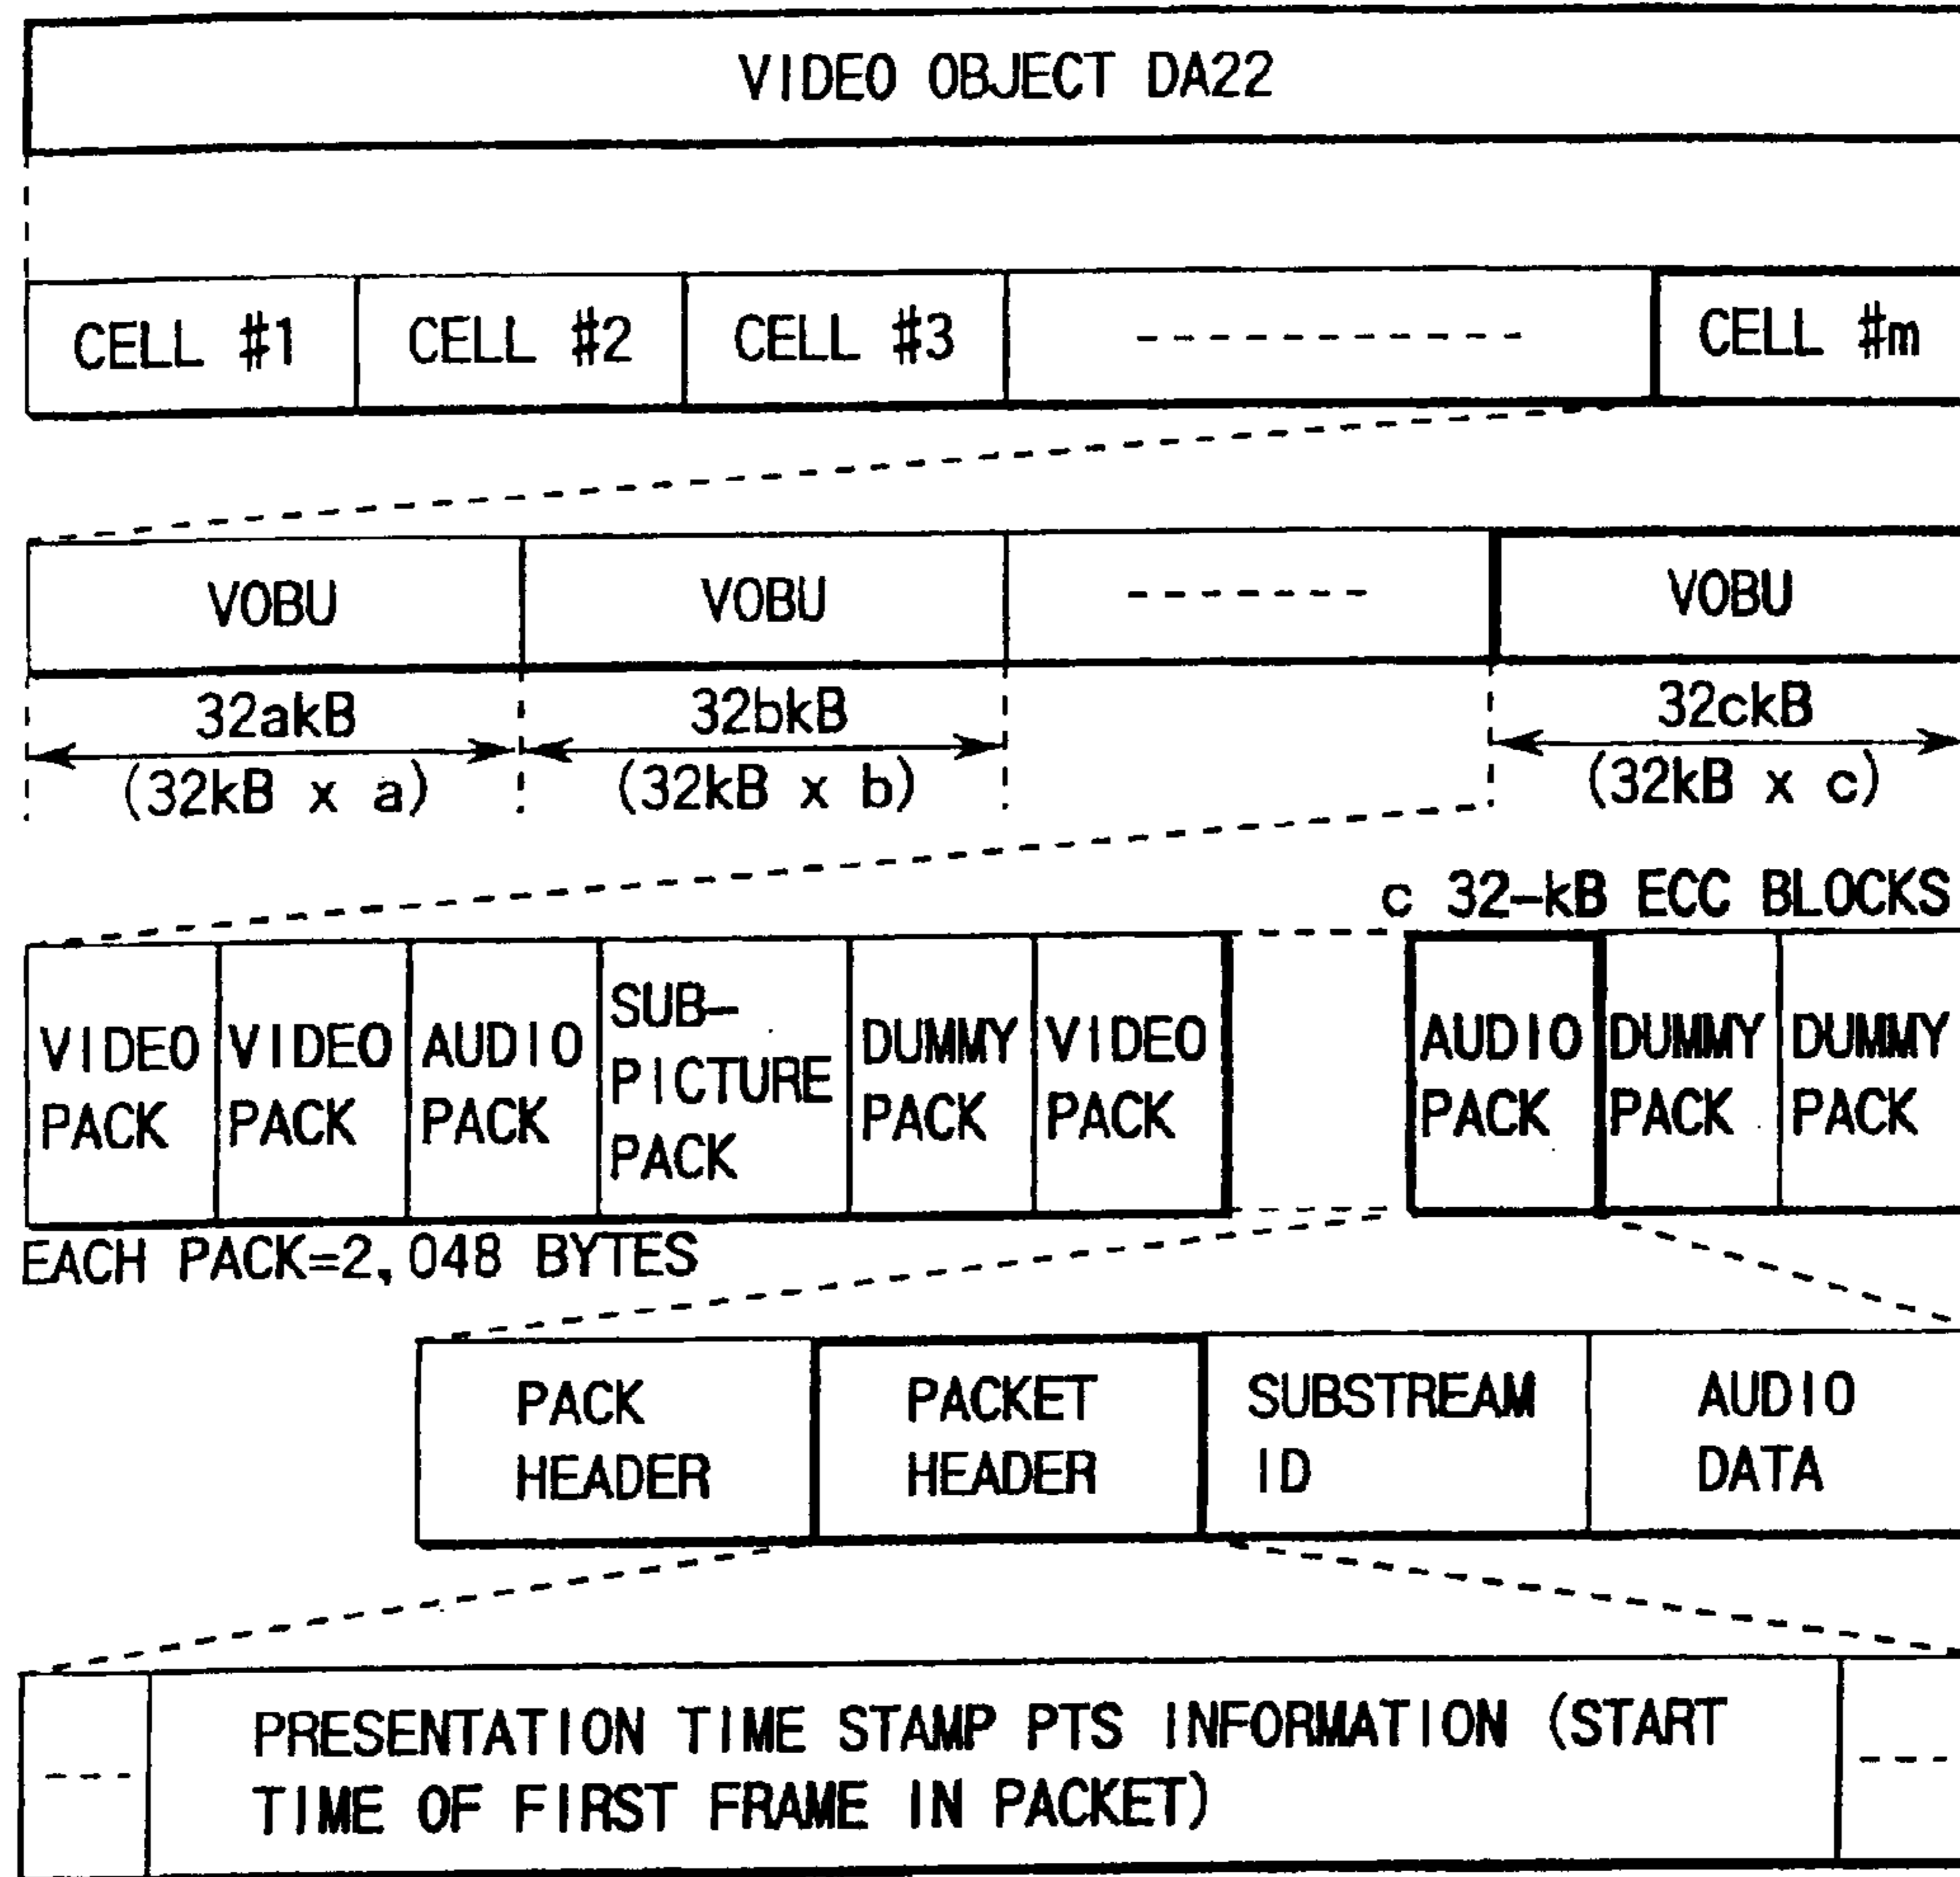 VIDEO OBJECT DA22
CELL #1 CELL #2 CELL #3 CELL #m
VOBU VOBU VOBU
32akB 32bkB 32ckB
(32kB x a) (32kB x b) (32kB x c)
c 32-kB ECC BLOCKS
VIDEO PACK
VIDEO PACK
AUDIO PACK
SUB-
PICTURE
PACK
DUMMY PACK
VIDEO PACK
AUDIO PACK
DUMMY PACK
DUMMY PACK
EACH PACK=2,048 BYTES
PACK
HEADER
PACKET
HEADER
SUBSTREAM
ID
AUDIO
DATA
PRESENTATION TIME STAMP PTS INFORMATION (START
TIME OF FIRST FRAME IN PACKET)